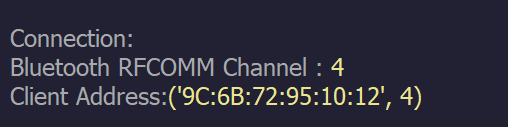 Connection:
Bluetooth RFCOMM Channel : 4
Client Address:('9C:6B:72:95:10:12', 4)